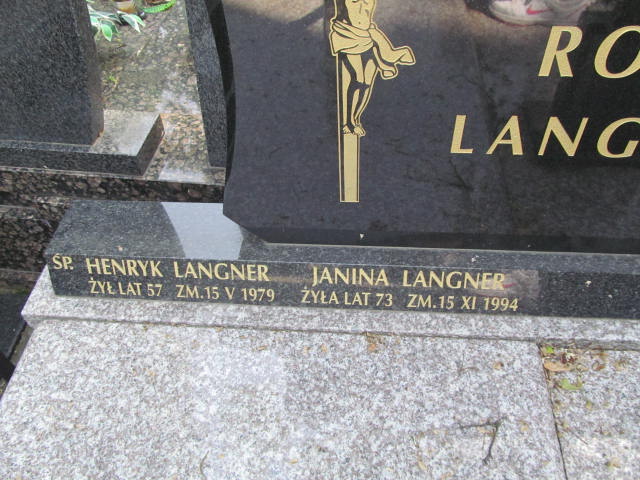 RO
LANG
ŚP. HENRYK LANGNER JANINA LANGNER
ŻYŁ LAT 57 ZM.15 V 1979 ŻYŁA LAT 73 ZM.15 XI 1994